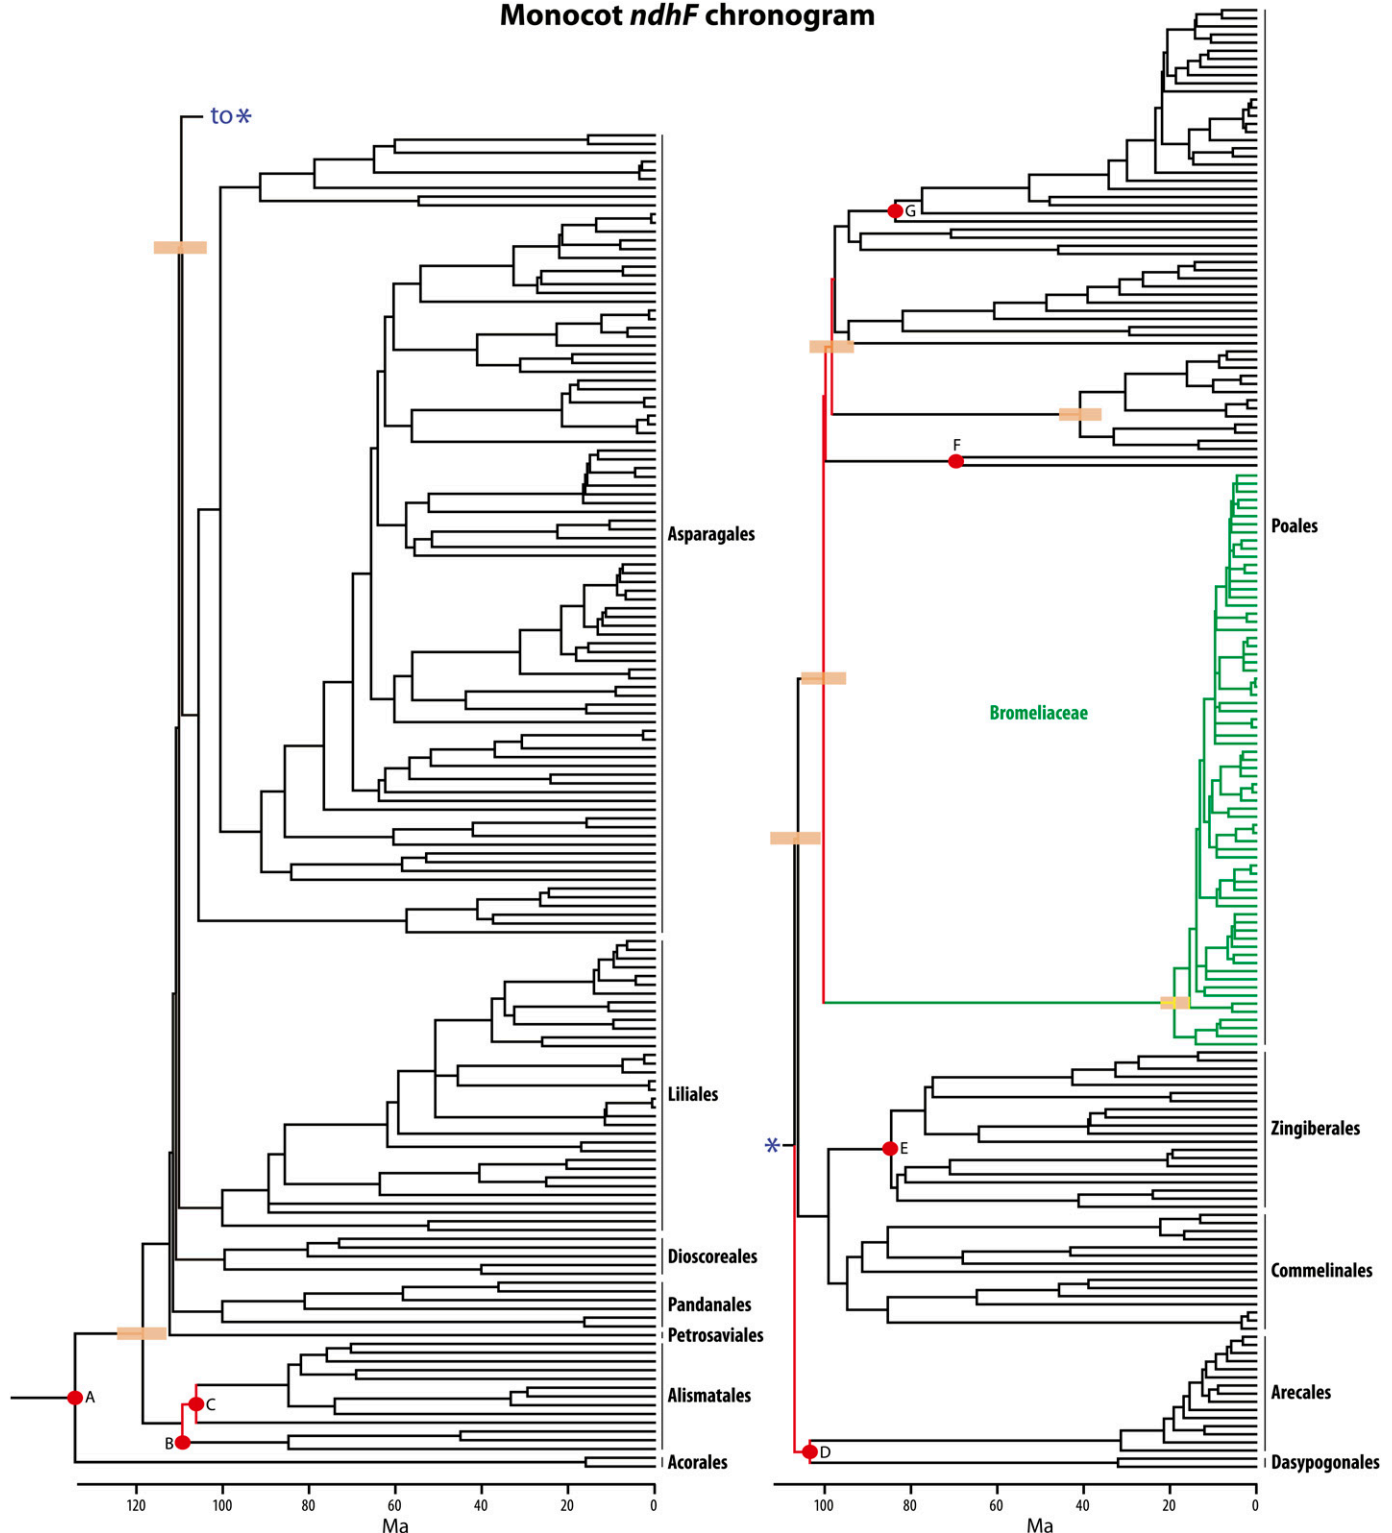 Monocot ndhF chronogram
to*
G
F
Asparagales
Poales
Bromeliaceae
Liliales
Zingiberales
*
E
Dioscoreales
Commelinales
Pandanales
Petrosaviales
A
C
Alismatales
Arecales
B
D
Acorales
Dasypogonales
120 100 80 60 40 20 0
100 80 60 40 20 0
Ma
Ma